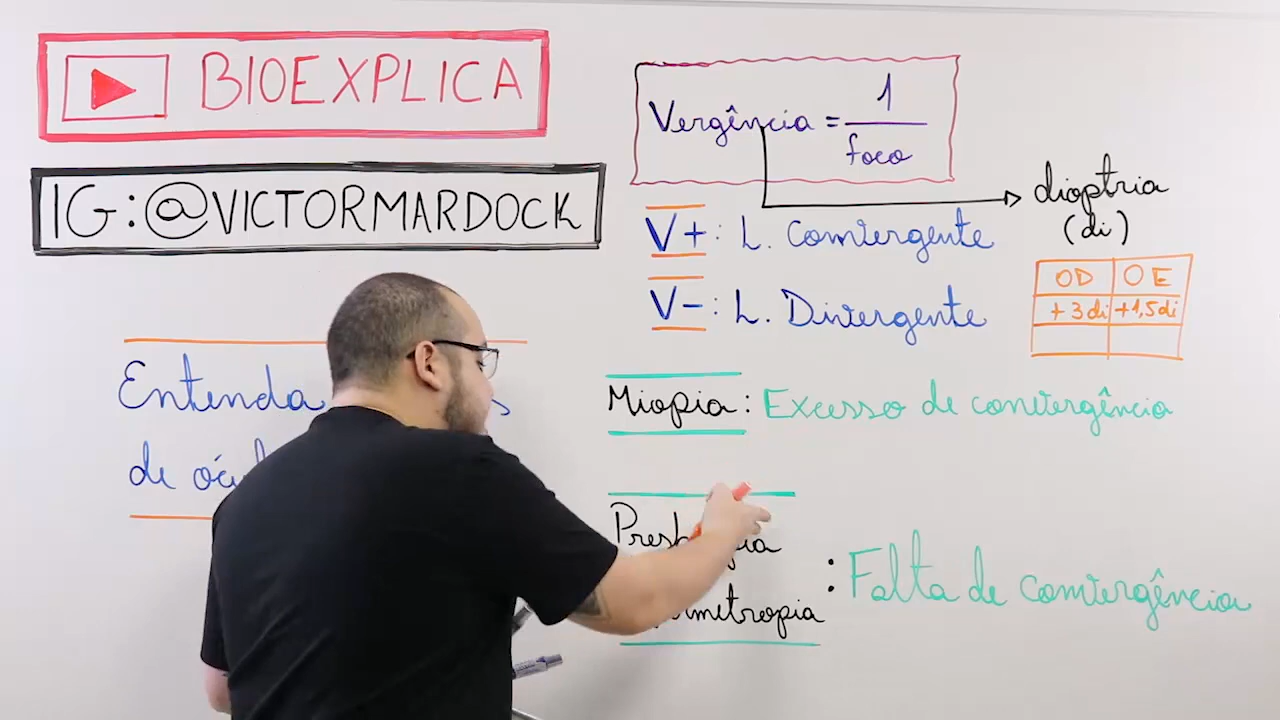 BIOEXPLICA
IG:@VICTORMARDOCK
Entenda
de
Vergência = 1
foco
dioptria
(di)
V+: L. Convergente
V-: L. Divergente
OD OE
+3di +1,5di
Miopia: Excesso de convergência
: Falta de convergência